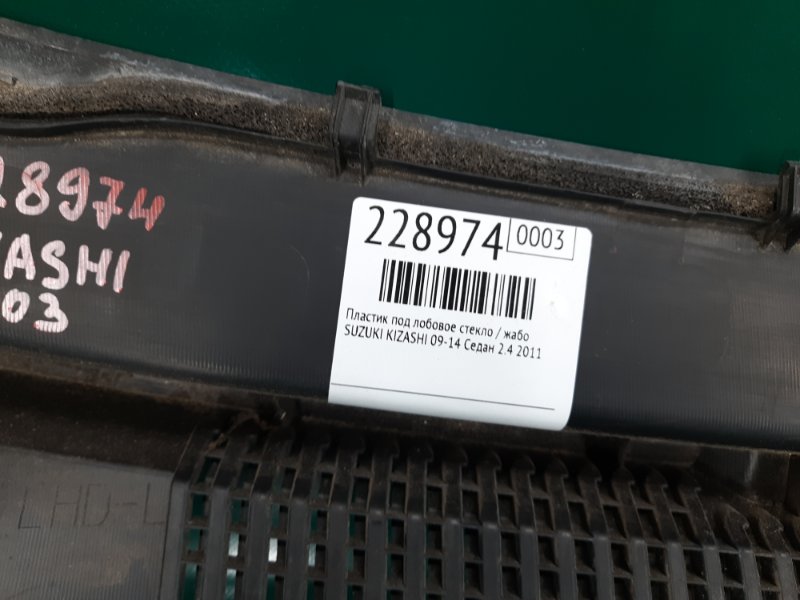 28974
ASHI
03
228974 0003
Пластик под лобовое стекло / жабо
SUZUKI KIZASHI 09-14 Седан 2.4 2011
LHD-L